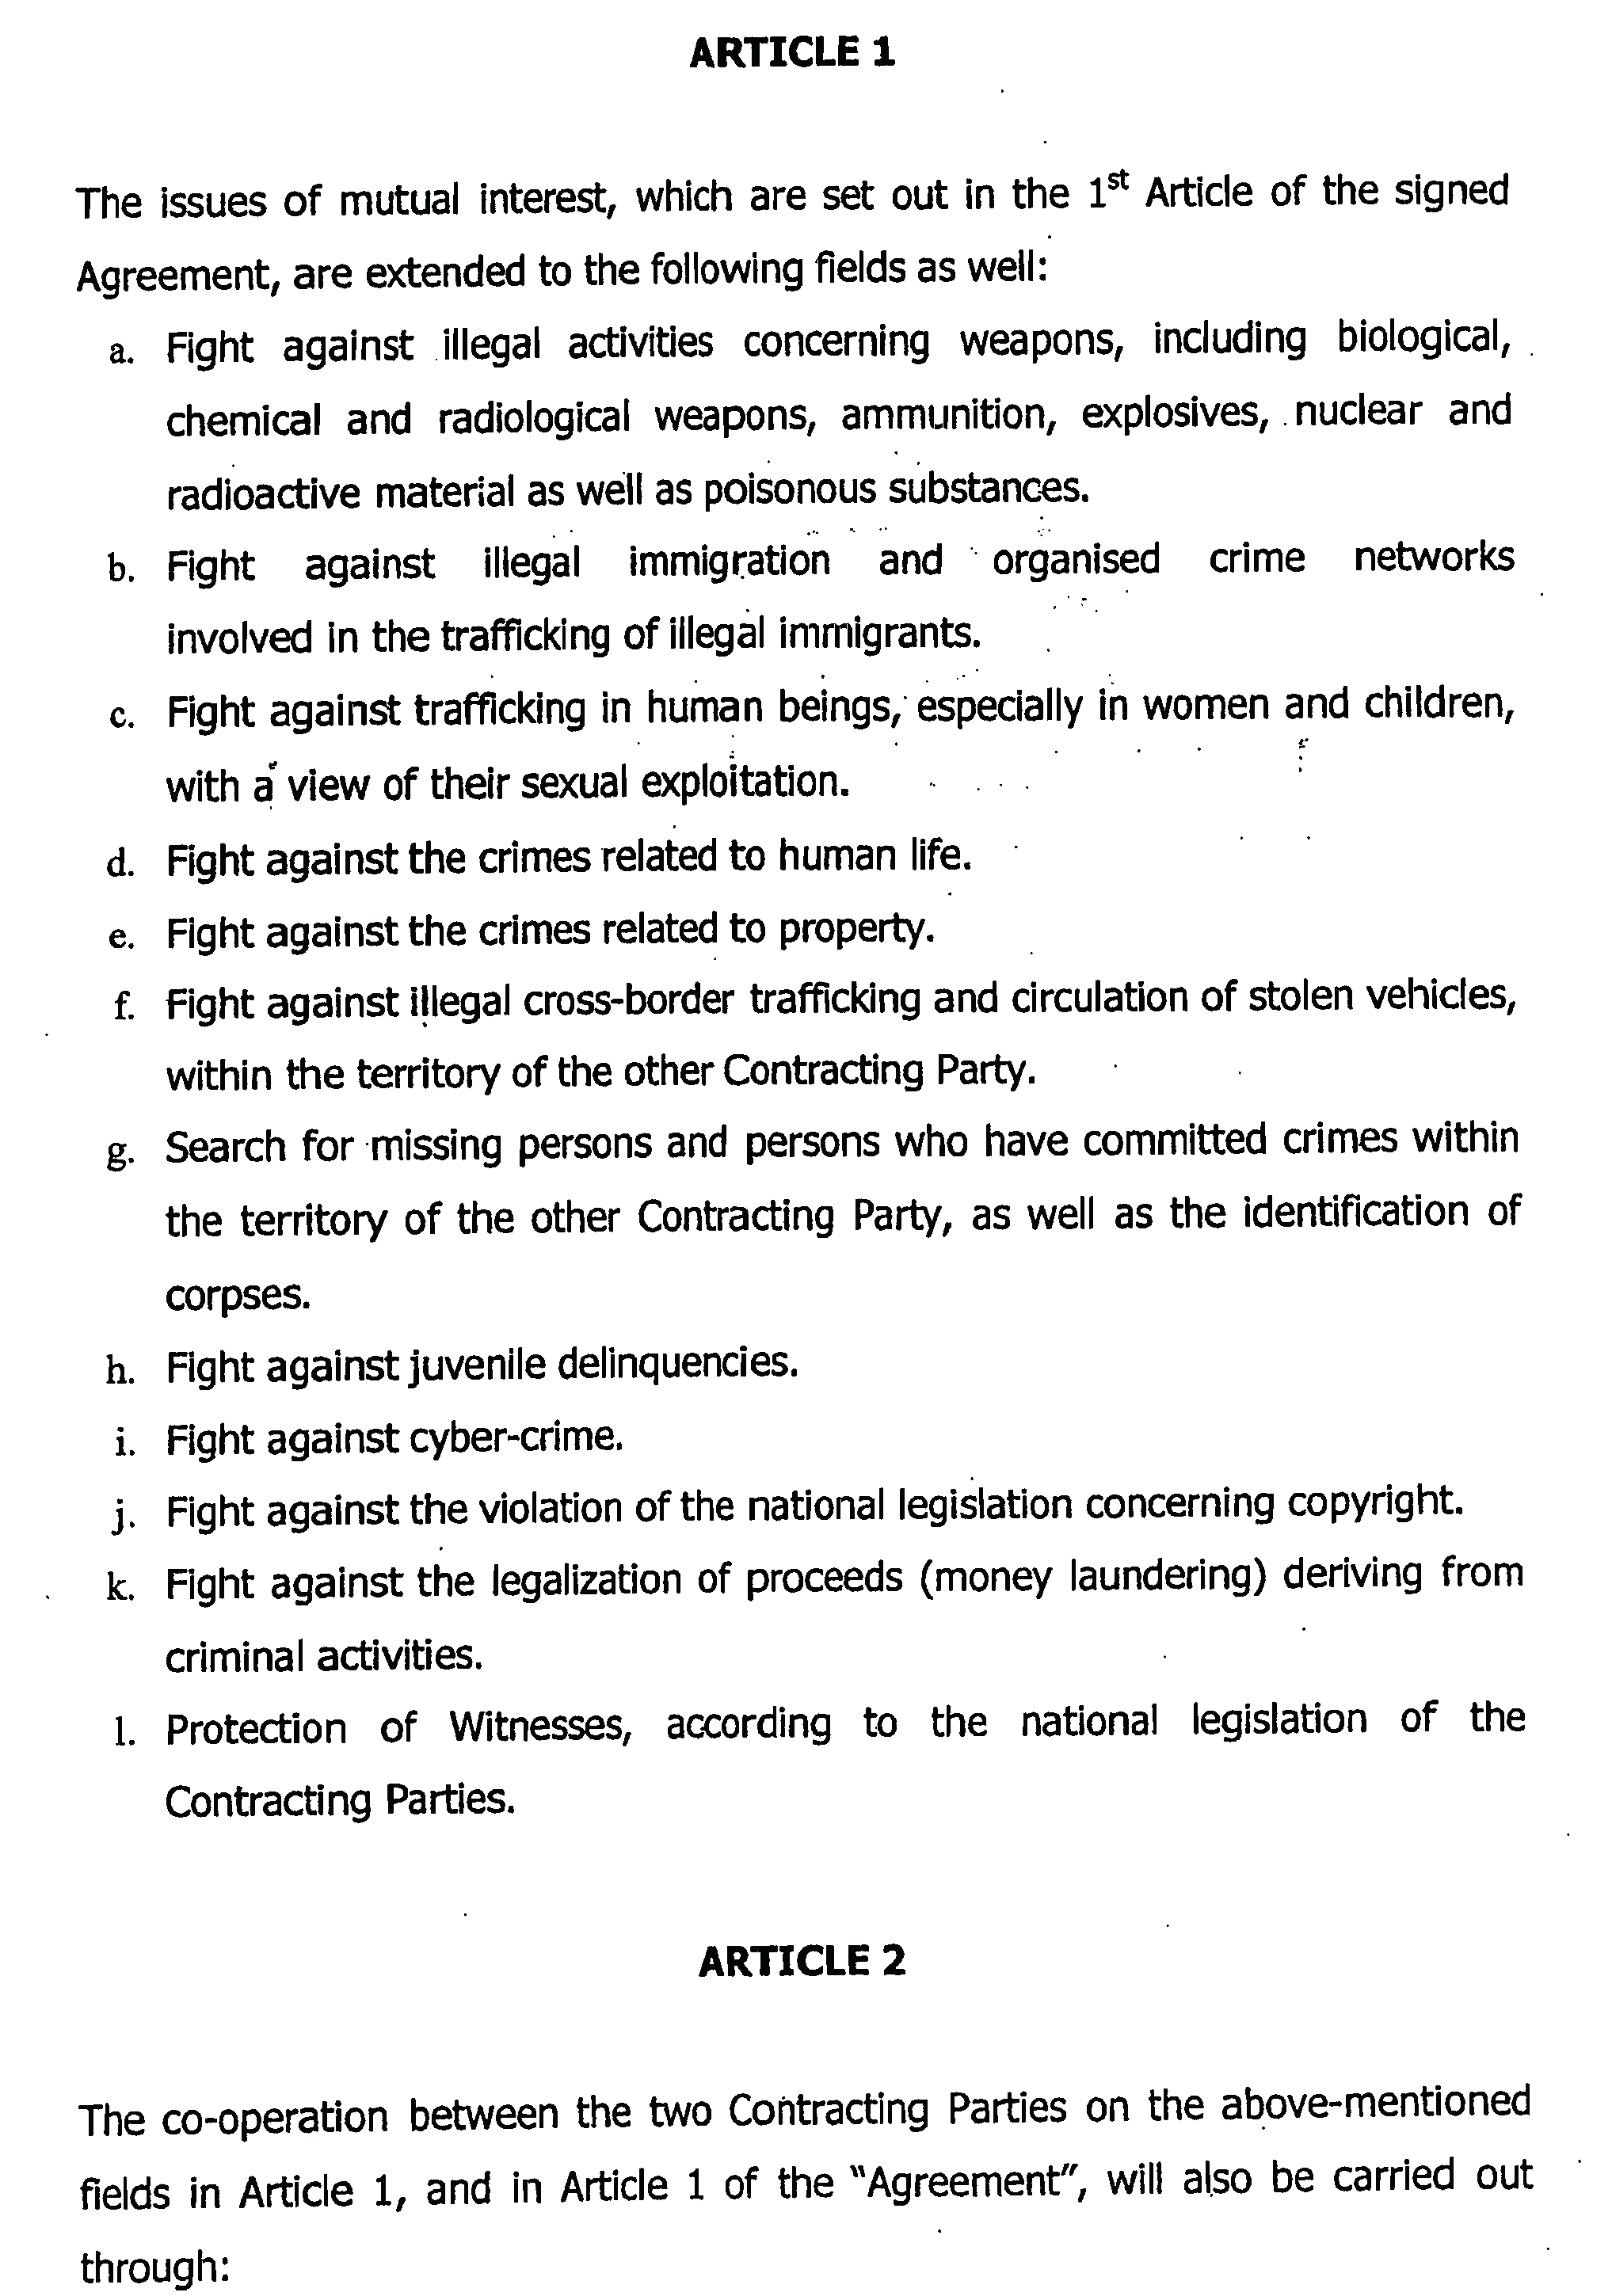 ARTICLE 1
The issues of mutual interest, which are set out in the 1st Article of the signed
Agreement, are extended to the following fields as well:
a. Fight against illegal activities concerning weapons, including biological,
chemical and radiological weapons, ammunition, explosives, nuclear and
radioactive material as well as poisonous substances.
b. Fight against illegal immigration and organised crime networks
involved in the trafficking of illegal immigrants.
c. Fight against trafficking in human beings, especially in women and children,
with a view of their sexual exploitation.
d. Fight against the crimes related to human life.
e. Fight against the crimes related to property.
f. Fight against illegal cross-border trafficking and circulation of stolen vehicles,
within the territory of the other Contracting Party.
g. Search for missing persons and persons who have committed crimes within
the territory of the other Contracting Party, as well as the identification of
corpses.
h. Fight against juvenile delinquencies.
i. Fight against cyber-crime.
j. Fight against the violation of the national legislation concerning copyright.
k. Fight against the legalization of proceeds (money laundering) deriving from
criminal activities.
l. Protection of Witnesses, according to the national legislation of the
Contracting Parties.
ARTICLE 2
The co-operation between the two Contracting Parties on the above-mentioned
fields in Article 1, and in Article 1 of the "Agreement", will also be carried out
through: